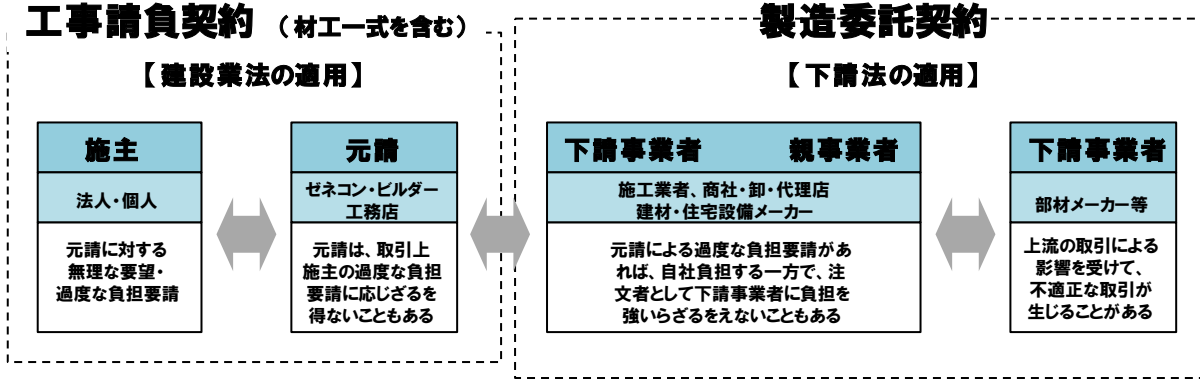 工事請負契約 （材工一式を含む）
【建設業法の適用】
施主
法人・個人
元請に対する
無理な要望・
過度な負担要請
元請
ゼネコン・ビルダー
工務店
元請は、取引上
施主の過度な負担
要請に応じざるを
得ないこともある
製造委託契約
【下請法の適用】
下請事業者 親事業者
施工業者、商社・卸・代理店
建材・住宅設備メーカー
元請による過度な負担要請があ
れば、自社負担する一方で、注
文者として下請事業者に負担を
強いらざるをえないこともある
下請事業者
部材メーカー等
上流の取引による
影響を受けて、
不適正な取引が
生じることがある